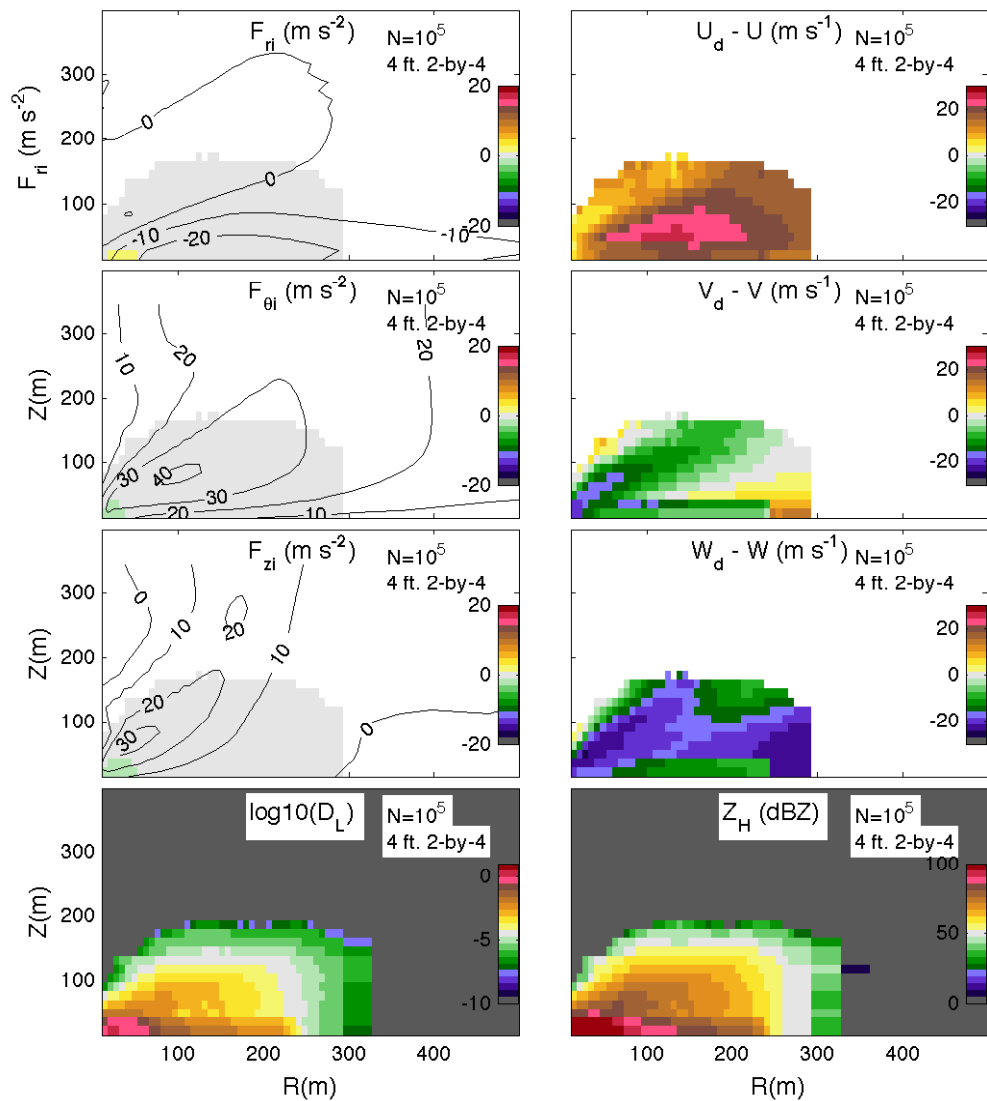 F_ri (m s^-2)
N=10^5
4 ft. 2-by-4
20
0
-20
300
200
100
F_ri (m s^-2)
0
0
-10
-20
-10
U_d - U (m s^-1)
N=10^5
4 ft. 2-by-4
20
0
-20
F_θi (m s^-2)
N=10^5
4 ft. 2-by-4
20
0
-20
300
200
100
Z(m)
10
20
20
30
40
30
20
10
V_d - V (m s^-1)
N=10^5
4 ft. 2-by-4
20
0
-20
F_zi (m s^-2)
N=10^5
4 ft. 2-by-4
20
0
-20
300
200
100
Z(m)
0
10
20
10
20
30
0
W_d - W (m s^-1)
N=10^5
4 ft. 2-by-4
20
0
-20
log10(D_L)
N=10^5
4 ft. 2-by-4
0
-5
-10
300
200
100
Z(m)
100 200 300 400
R(m)
Z_H (dBZ)
N=10^5
4 ft. 2-by-4
100
50
0
100 200 300 400
R(m)